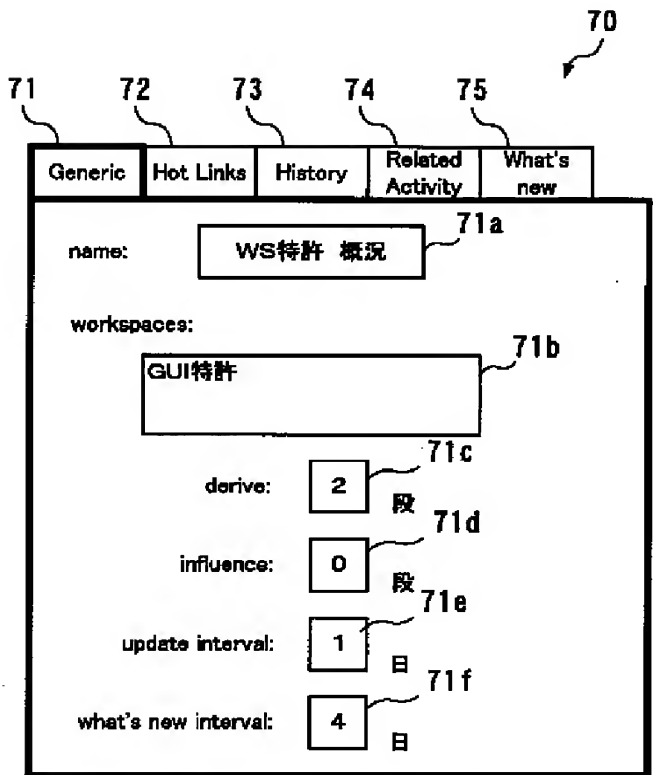 70
71 72 73 74 75
Generic Hot Links History Related Activity What's new
name: WS特許 概況 71a
workspaces:
71b
GUI特許
71c
derive: 2 段
71d
influence: 0 段
71e
update interval: 1 日
71f
what's new interval: 4 日